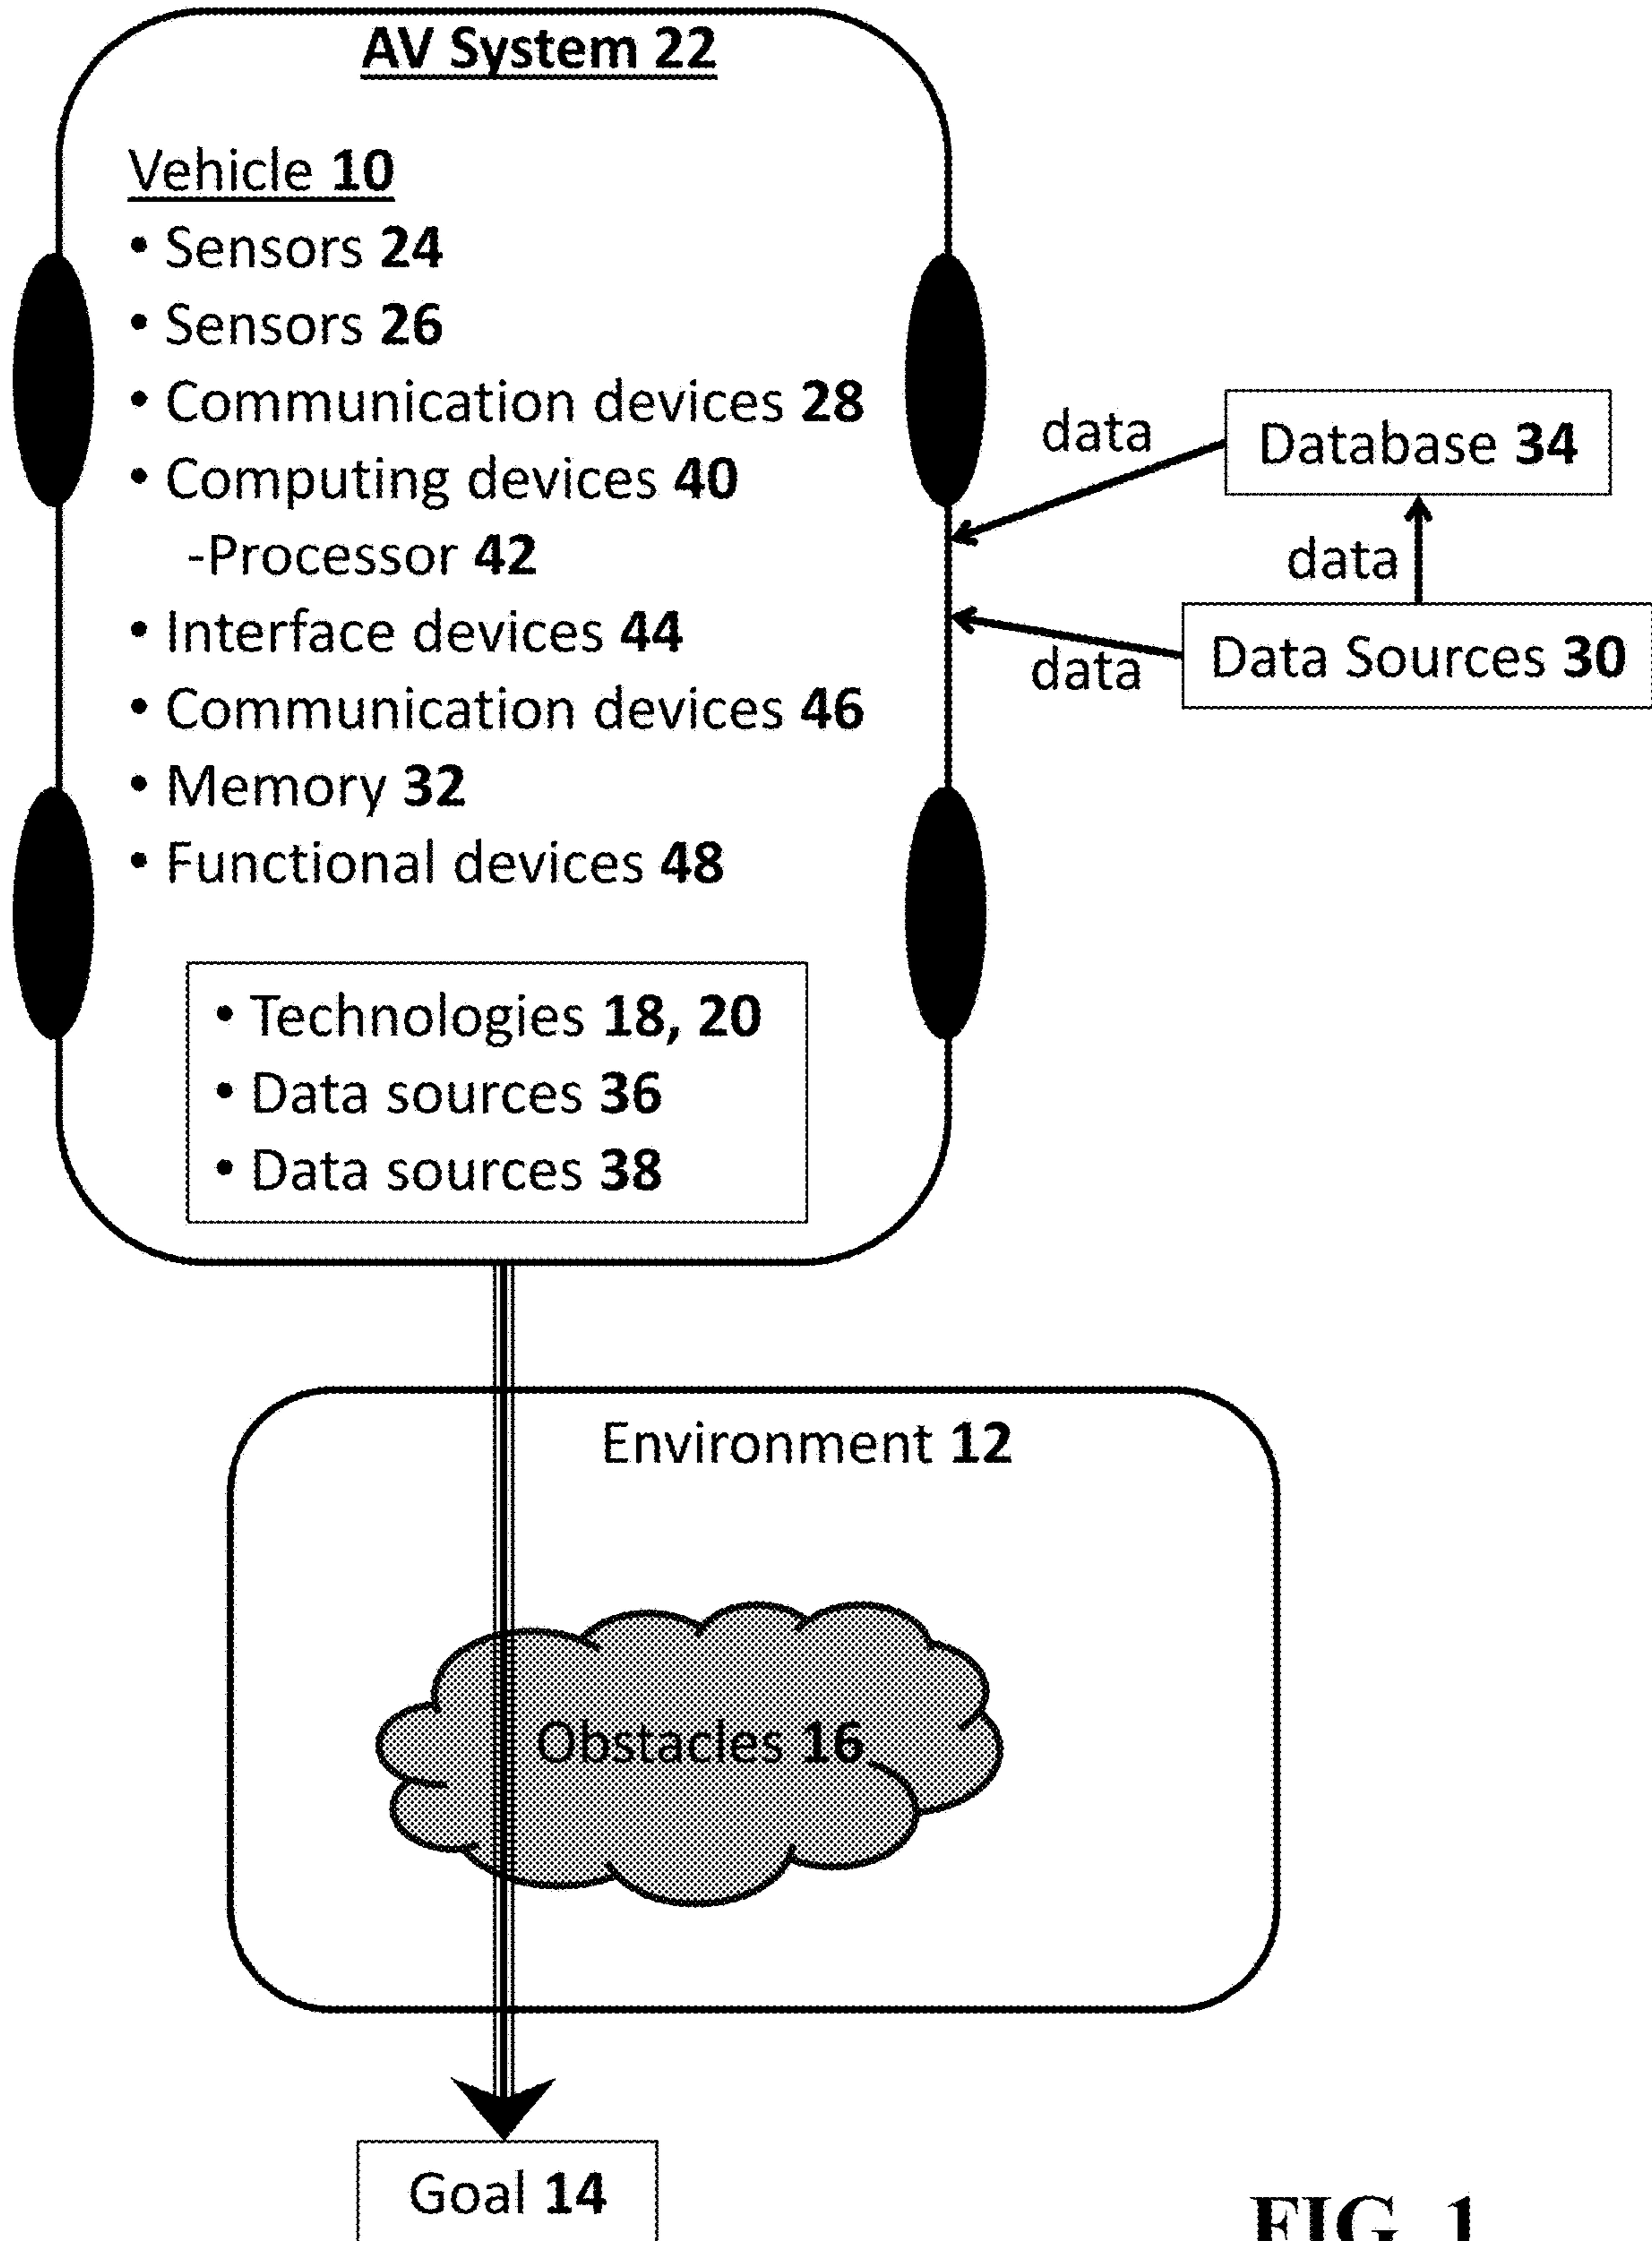 AV System 22
Vehicle 10
• Sensors 24
• Sensors 26
• Communication devices 28
• Computing devices 40
-Processor 42
• Interface devices 44
• Communication devices 46
• Memory 32
• Functional devices 48
• Technologies 18, 20
• Data sources 36
• Data sources 38
data
Database 34
data
data
Data Sources 30
Environment 12
Obstacles 16
Goal 14
FIG. 1